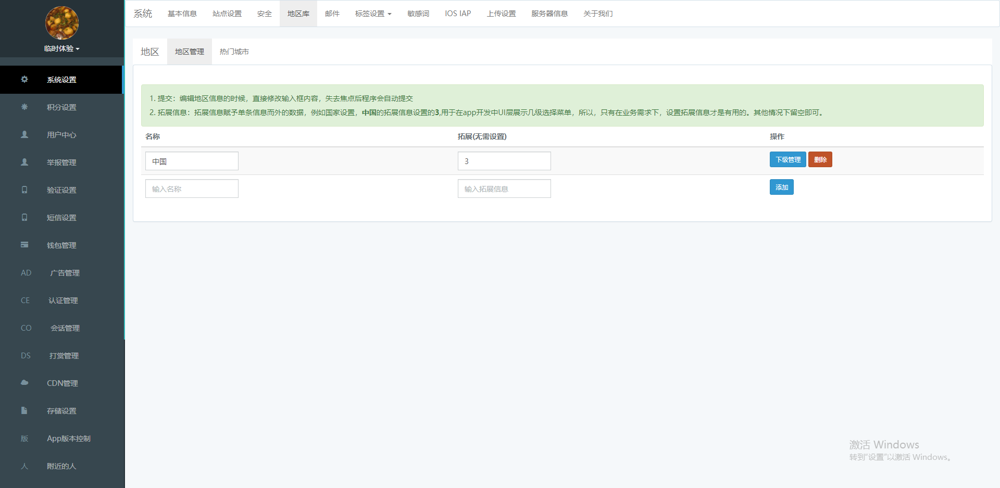 临时体验
系统设置
积分设置
用户中心
举报管理
验证设置
短信设置
钱包管理
AD 广告管理
CE 认证管理
CO 会话管理
DS 打赏管理
CDN管理
存储设置
版 App版本控制
人 附近的人
系统 基本信息 站点设置 安全 地区库 邮件 标签设置 敏感词 IOS IAP 上传设置 服务器信息 关于我们
地区 地区管理 热门城市
1. 提交：编辑地区信息的时候，直接修改输入框内容，失去焦点后程序会自动提交
2. 拓展信息：拓展信息赋予单条信息而外的数据，例如国家设置，中国的拓展信息设置的3,用于在app开发中UI层展示几级选择菜单，所以，只有在业务需求下，设置拓展信息才是有用的。其他情况下留空即可。
名称 拓展(无需设置) 操作
中国 3 下级管理 删除
输入名称 输入拓展信息 添加
激活 Windows
转到"设置"以激活 Windows。